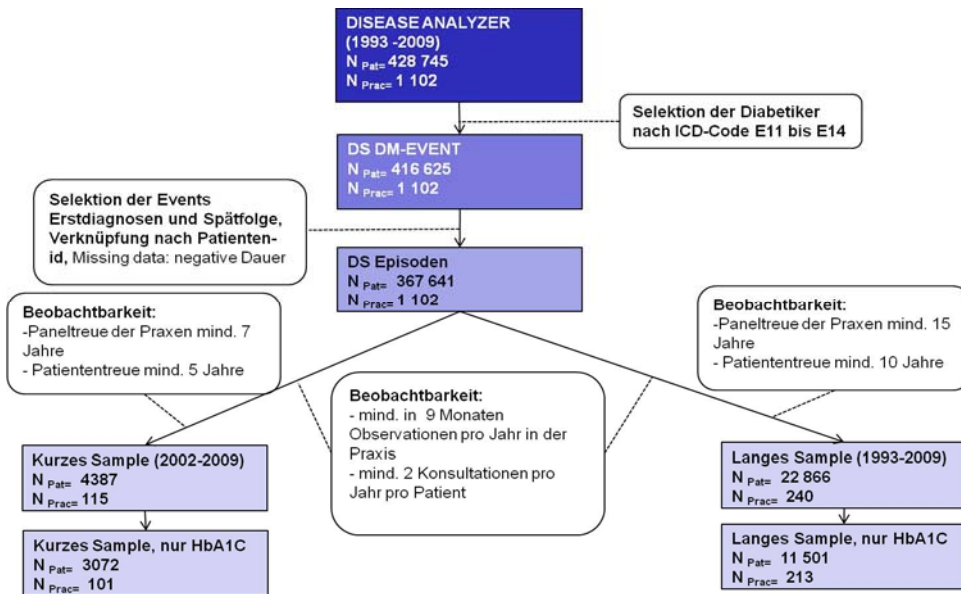 DISEASE ANALYZER
(1993 -2009)
N Pat= 428 745
N Prac= 1 102
Selektion der Diabetiker
nach ICD-Code E11 bis E14
DS DM-EVENT
N Pat= 416 625
N Prac= 1 102
Selektion der Events
Erstdiagnosen und Spätfolge,
Verknüpfung nach Patienten-
id, Missing data: negative Dauer
DS Episoden
N Pat= 367 641
N Prac= 1 102
Beobachtbarkeit:
-Paneltreue der Praxen mind. 7
Jahre
- Patiententreue mind. 5 Jahre
Beobachtbarkeit:
-Paneltreue der Praxen mind. 15
Jahre
- Patiententreue mind. 10 Jahre
Beobachtbarkeit:
- mind. in 9 Monaten
Observationen pro Jahr in der
Praxis
- mind. 2 Konsultationen pro
Jahr pro Patient
Kurzes Sample (2002-2009)
N Pat= 4387
N Prac= 115
Langes Sample (1993-2009)
N Pat= 22 866
N Prac= 240
Kurzes Sample, nur HbA1C
N Pat= 3072
N Prac= 101
Langes Sample, nur HbA1C
N Pat= 11 501
N Prac= 213